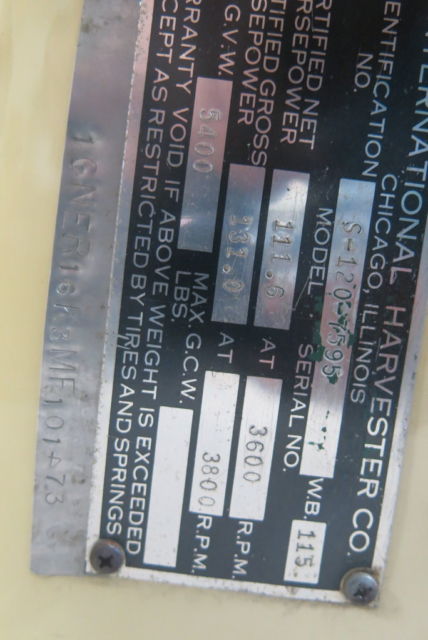 INTERNATIONAL HARVESTER CO.
CHICAGO, ILLINOIS
IDENTIFICATION NO. S-120-7595 W.B. 115
MODEL SERIAL NO.
CERTIFIED NET HORSEPOWER 111.6 AT 3600 R.P.M.
CERTIFIED GROSS HORSEPOWER 131.0 AT 3800 R.P.M.
G.V.W. 5400 LBS. MAX. G.C.W.
WARRANTY VOID IF ABOVE WEIGHT IS EXCEEDED
EXCEPT AS RESTRICTED BY TIRES AND SPRINGS